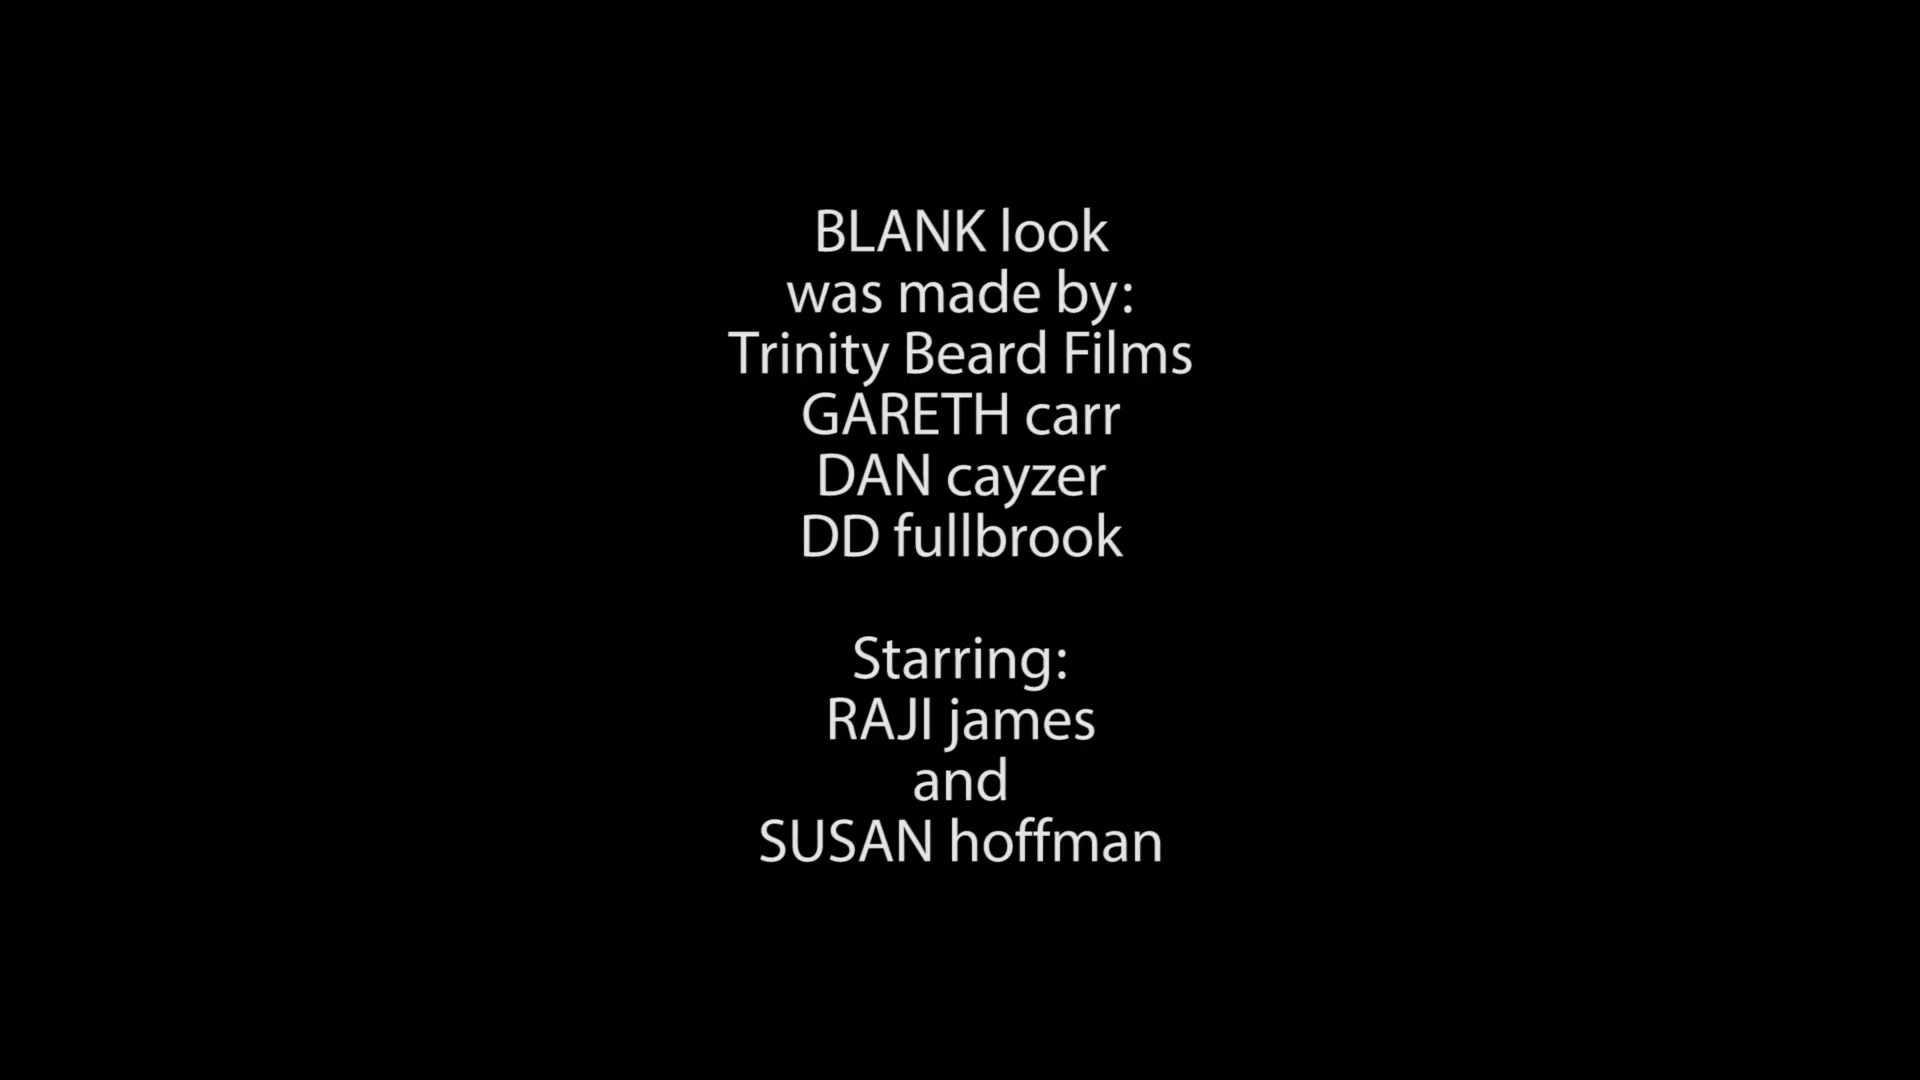 BLANK look
was made by:
Trinity Beard Films
GARETH carr
DAN cayzer
DD fullbrook
Starring:
RAJI james
and
SUSAN hoffman